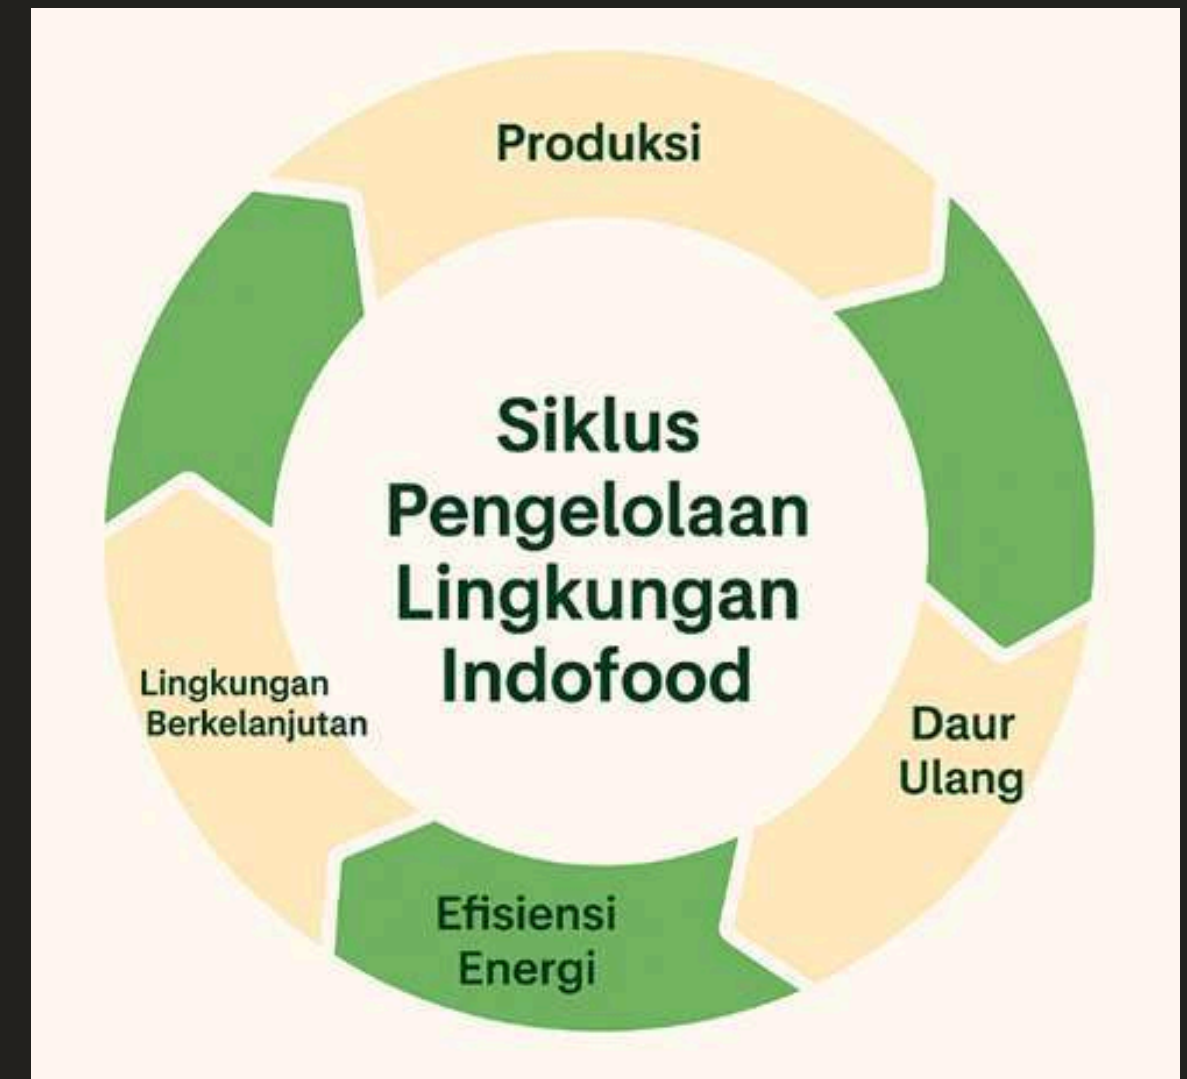 Produksi
Siklus
Pengelolaan
Lingkungan
Indofood
Lingkungan
Berkelanjutan
Daur
Ulang
Efisiensi
Energi